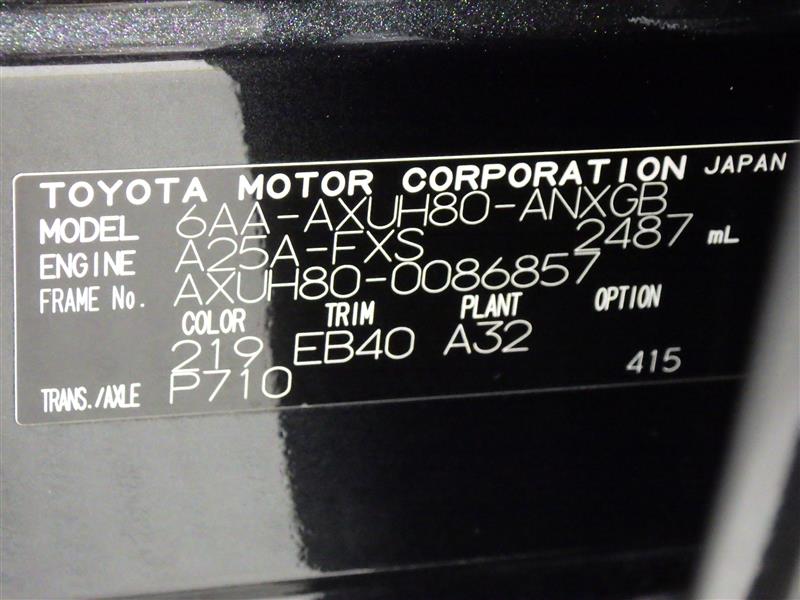 TOYOTA MOTOR CORPORATION JAPAN
MODEL 6AA-AXUH80-ANXGB
ENGINE A25A-FXS 2487 mL
FRAME No. AXUH80-0086857
COLOR TRIM PLANT OPTION
219 EB40 A32
TRANS./AXLE P710 415